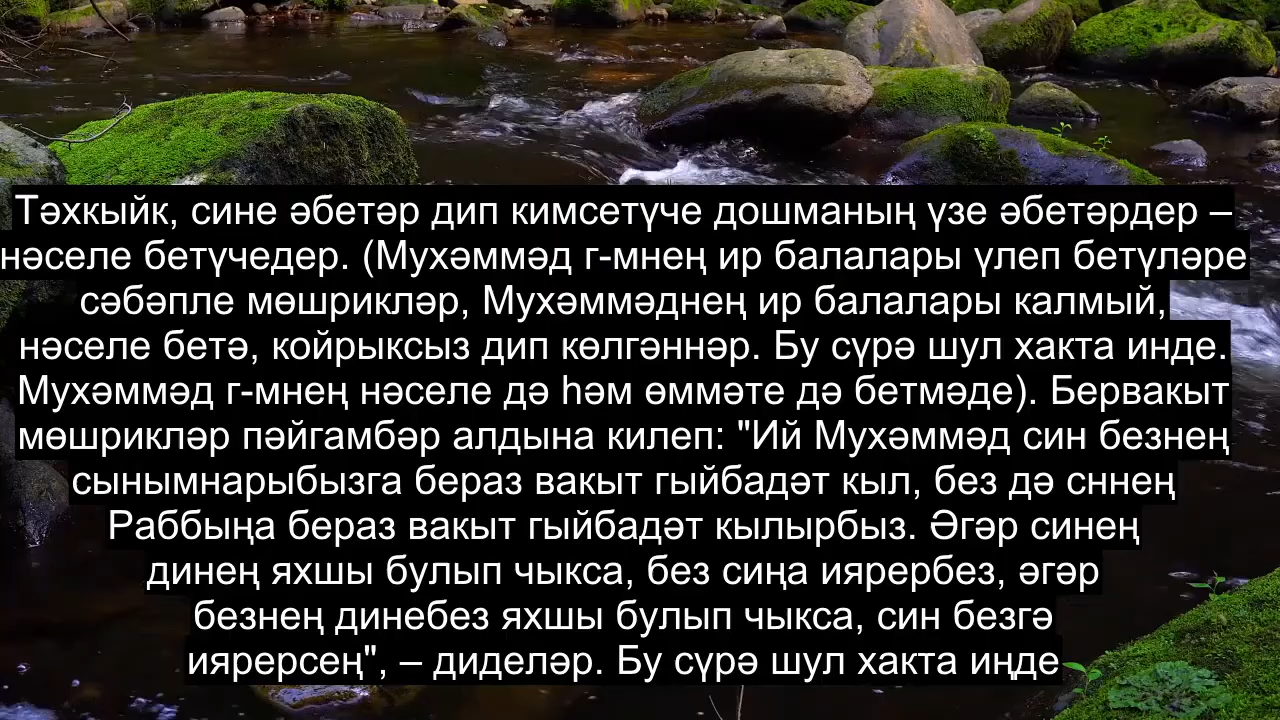 Тәхкыйк, сине әбетәр дип кимсетүче дошманың үзе әбетәрдер –
нәселе бетүчедер. (Мухәммәд г-мнең ир балалары үлеп бетүләре
сәбәпле мөшрикләр, Мухәммәднең ир балалары калмый,
нәселе бетә, койрыксыз дип көлгәннәр. Бу сүрә шул хакта инде.
Мухәммәд г-мнең нәселе дә һәм өммәте дә бетмәде). Бервакыт
мөшрикләр пәйгамбәр алдына килеп: "Ий Мухәммәд син безнең
сынымнарыбызга бераз вакыт гыйбадәт кыл, без дә сннең
Раббыңа бераз вакыт гыйбадәт кылырбыз. Әгәр синең
динең яхшы булып чыкса, без сиңа иярербез, әгәр
безнең динебез яхшы булып чыкса, син безгә
иярерсең", – диделәр. Бу сүрә шул хакта иңде